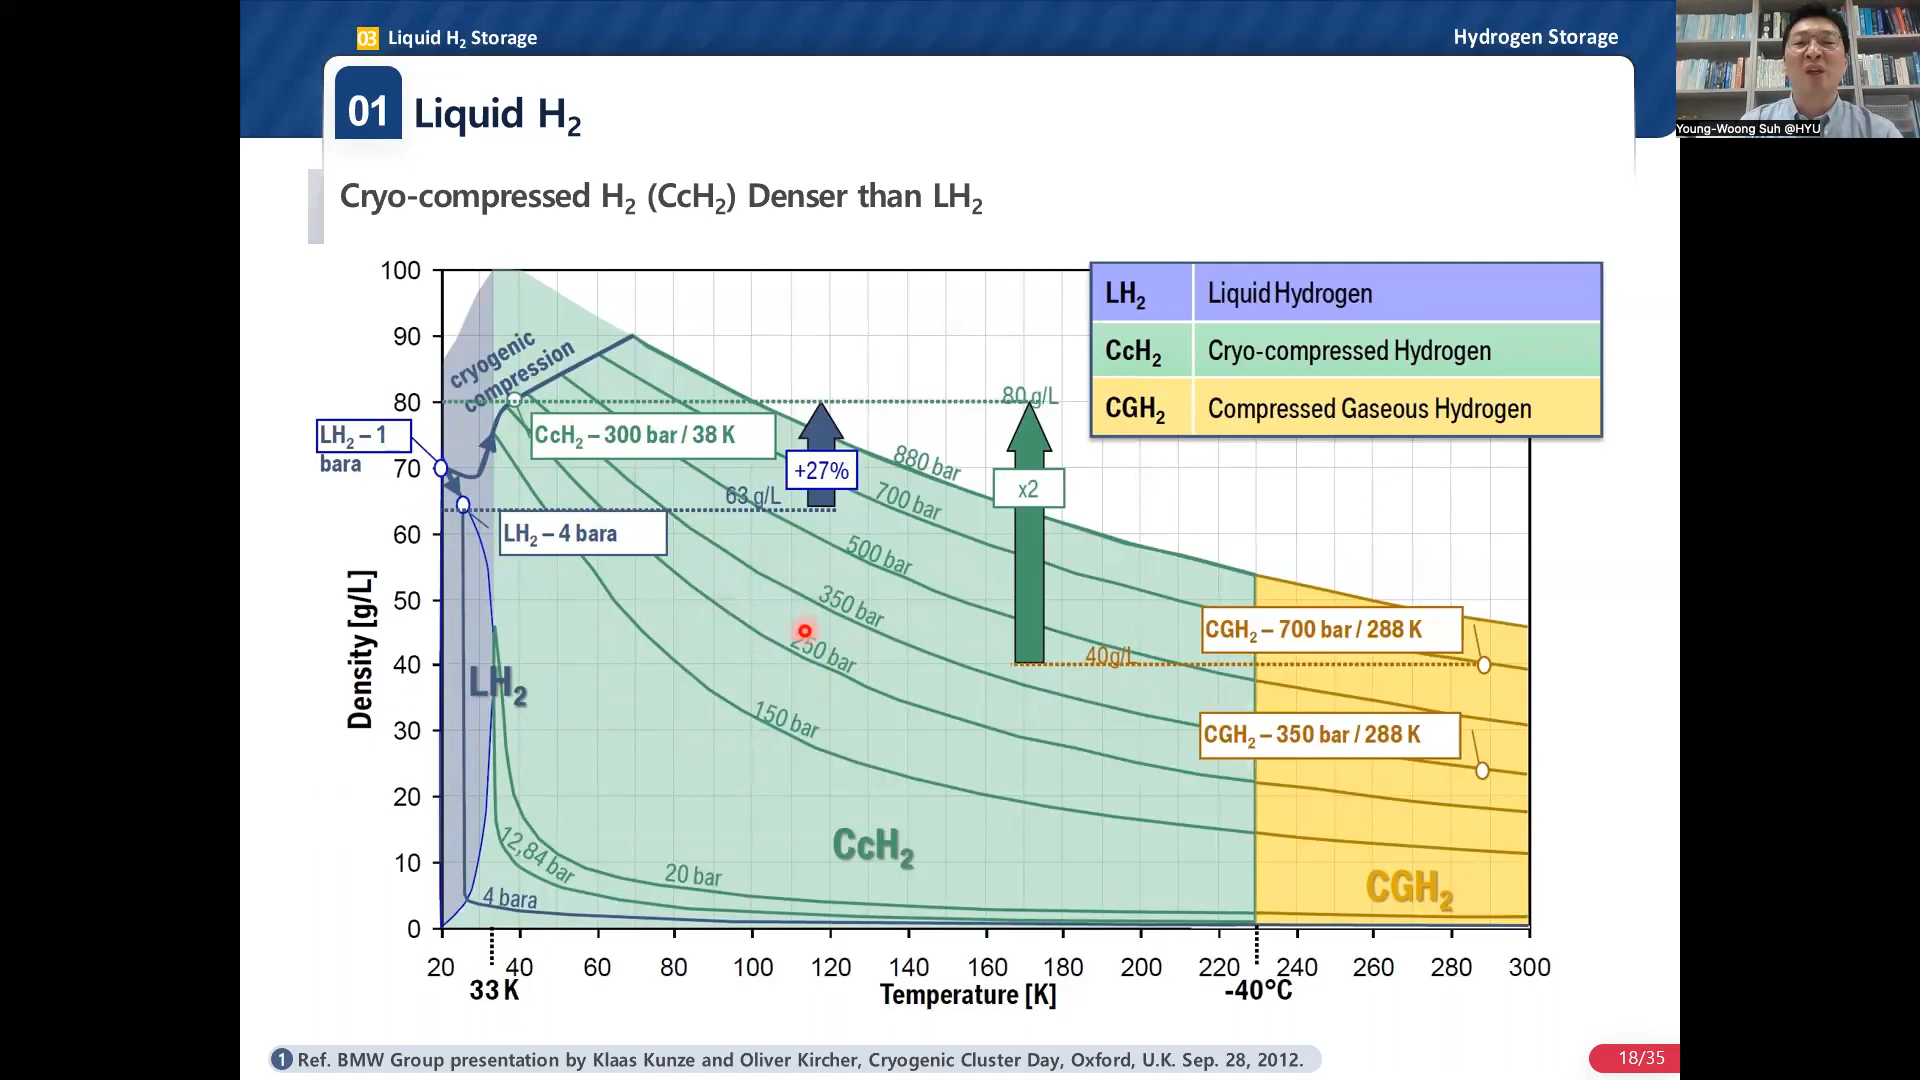 03 Liquid H₂ Storage
Hydrogen Storage
01 Liquid H₂
Young-Woong Suh @HYU
Cryo-compressed H₂ (CcH₂) Denser than LH₂
LH₂ Liquid Hydrogen
CcH₂ Cryo-compressed Hydrogen
CGH₂ Compressed Gaseous Hydrogen
Density [g/L]
100
90
80
70
60
50
40
30
20
10
0
cryogenic
compression
LH₂ – 1
bara
CcH₂ – 300 bar / 38 K
LH₂ – 4 bara
63 g/L
+27%
80 g/L
x2
40g/L
880 bar
700 bar
500 bar
350 bar
250 bar
150 bar
20 bar
12,84 bar
4 bara
LH₂
CcH₂
CGH₂
CGH₂ – 700 bar / 288 K
CGH₂ – 350 bar / 288 K
20 40 60 80 100 120 140 160 180 200 220 240 260 280 300
33 K
-40°C
Temperature [K]
1 Ref. BMW Group presentation by Klaas Kunze and Oliver Kircher, Cryogenic Cluster Day, Oxford, U.K. Sep. 28, 2012.
18/35